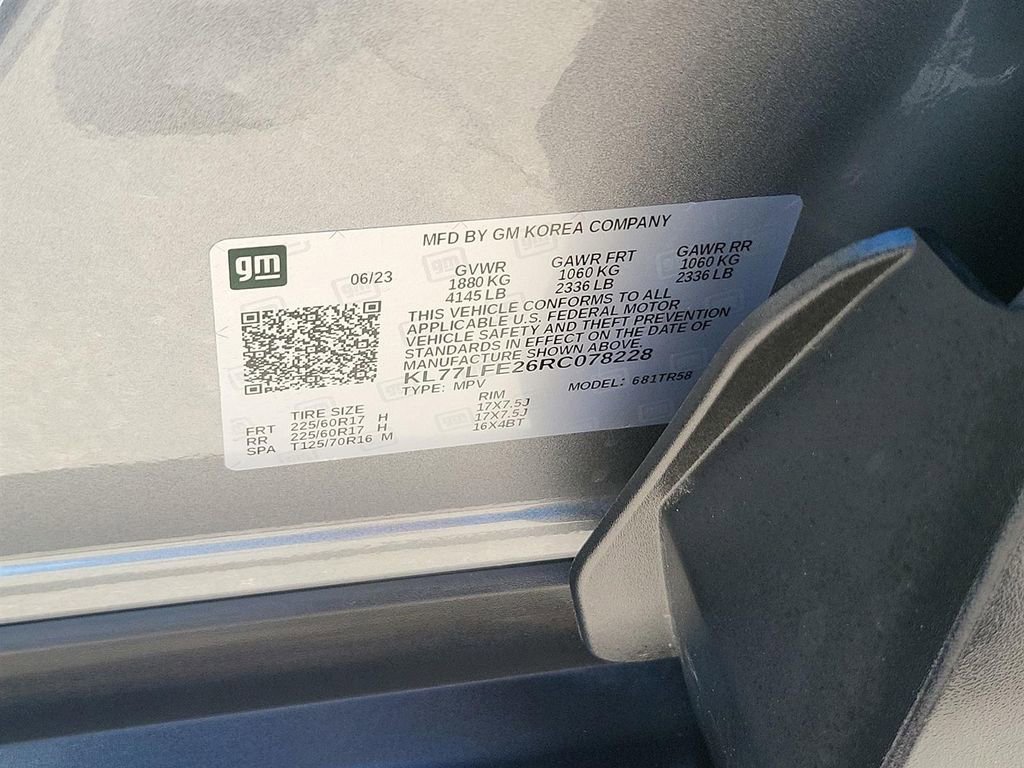 gm
MFD BY GM KOREA COMPANY
06/23
GVWR
1880 KG
4145 LB
GAWR FRT
1060 KG
2336 LB
GAWR RR
1060 KG
2336 LB
THIS VEHICLE CONFORMS TO ALL
APPLICABLE U.S. FEDERAL MOTOR
VEHICLE SAFETY AND THEFT PREVENTION
STANDARDS IN EFFECT ON THE DATE OF
MANUFACTURE SHOWN ABOVE.
KL77LFE26RC078228
TYPE: MPV
MODEL: 681TR58
TIRE SIZE
RIM
FRT 225/60R17 H 17X7.5J
RR 225/60R17 H 17X7.5J
SPA T125/70R16 M 16X4BT